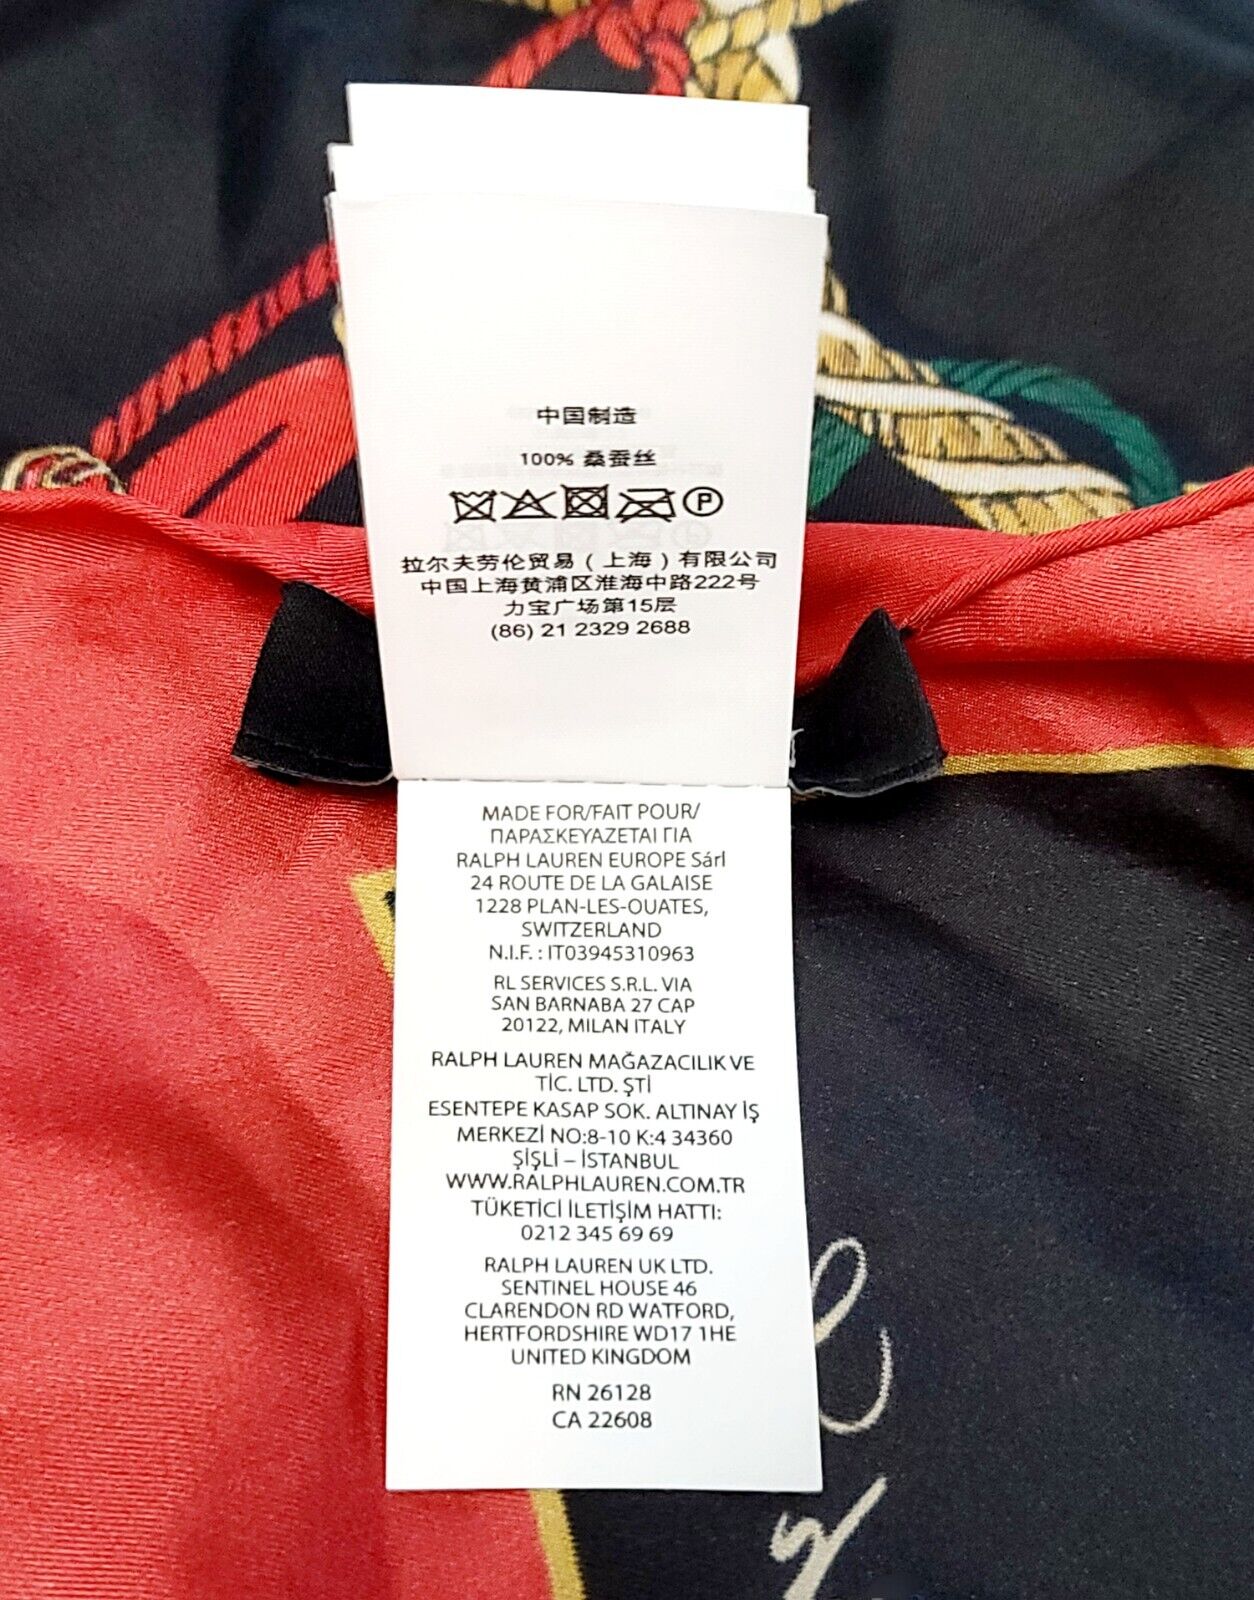 中国制造
100% 桑蚕丝
P
拉尔夫劳伦贸易（上海）有限公司
中国上海黄浦区淮海中路222号
力宝广场第15层
(86) 21 2329 2688
MADE FOR/FAIT POUR/
ΠΑΡΑΣΚΕΥΑΖΕΤΑΙ ΓΙΑ
RALPH LAUREN EUROPE Sárl
24 ROUTE DE LA GALAISE
1228 PLAN-LES-OUATES,
SWITZERLAND
N.I.F. : IT03945310963
RL SERVICES S.R.L. VIA
SAN BARNABA 27 CAP
20122, MILAN ITALY
RALPH LAUREN MAĞAZACILIK VE
TİC. LTD. ŞTİ
ESENTEPE KASAP SOK. ALTINAY İŞ
MERKEZİ NO:8-10 K:4 34360
ŞİŞLİ – İSTANBUL
WWW.RALPHLAUREN.COM.TR
TÜKETİCİ İLETİŞİM HATTI:
0212 345 69 69
RALPH LAUREN UK LTD.
SENTINEL HOUSE 46
CLARENDON RD WATFORD,
HERTFORDSHIRE WD17 1HE
UNITED KINGDOM
RN 26128
CA 22608